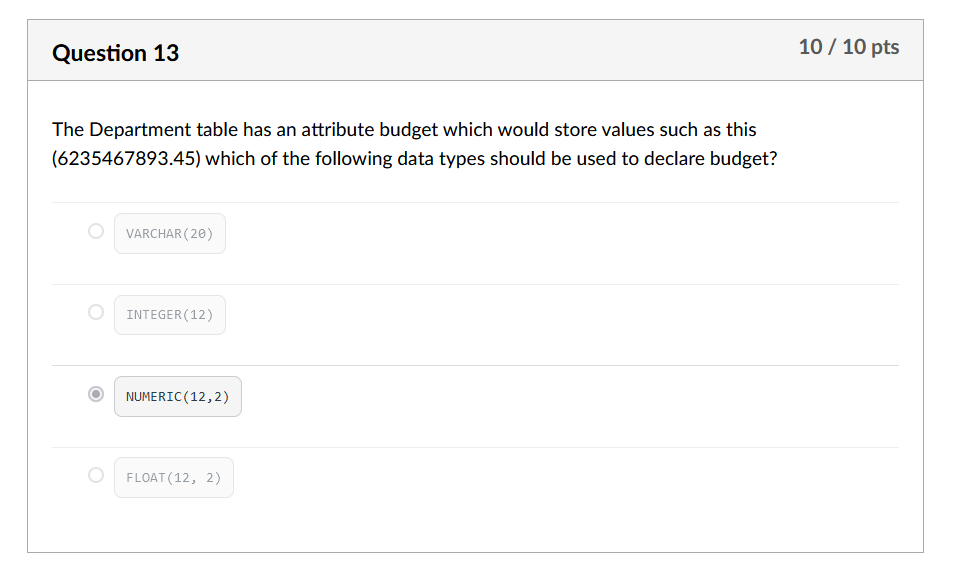 Question 13
10 / 10 pts
The Department table has an attribute budget which would store values such as this
(6235467893.45) which of the following data types should be used to declare budget?
VARCHAR(20)
INTEGER(12)
NUMERIC(12,2)
FLOAT(12, 2)